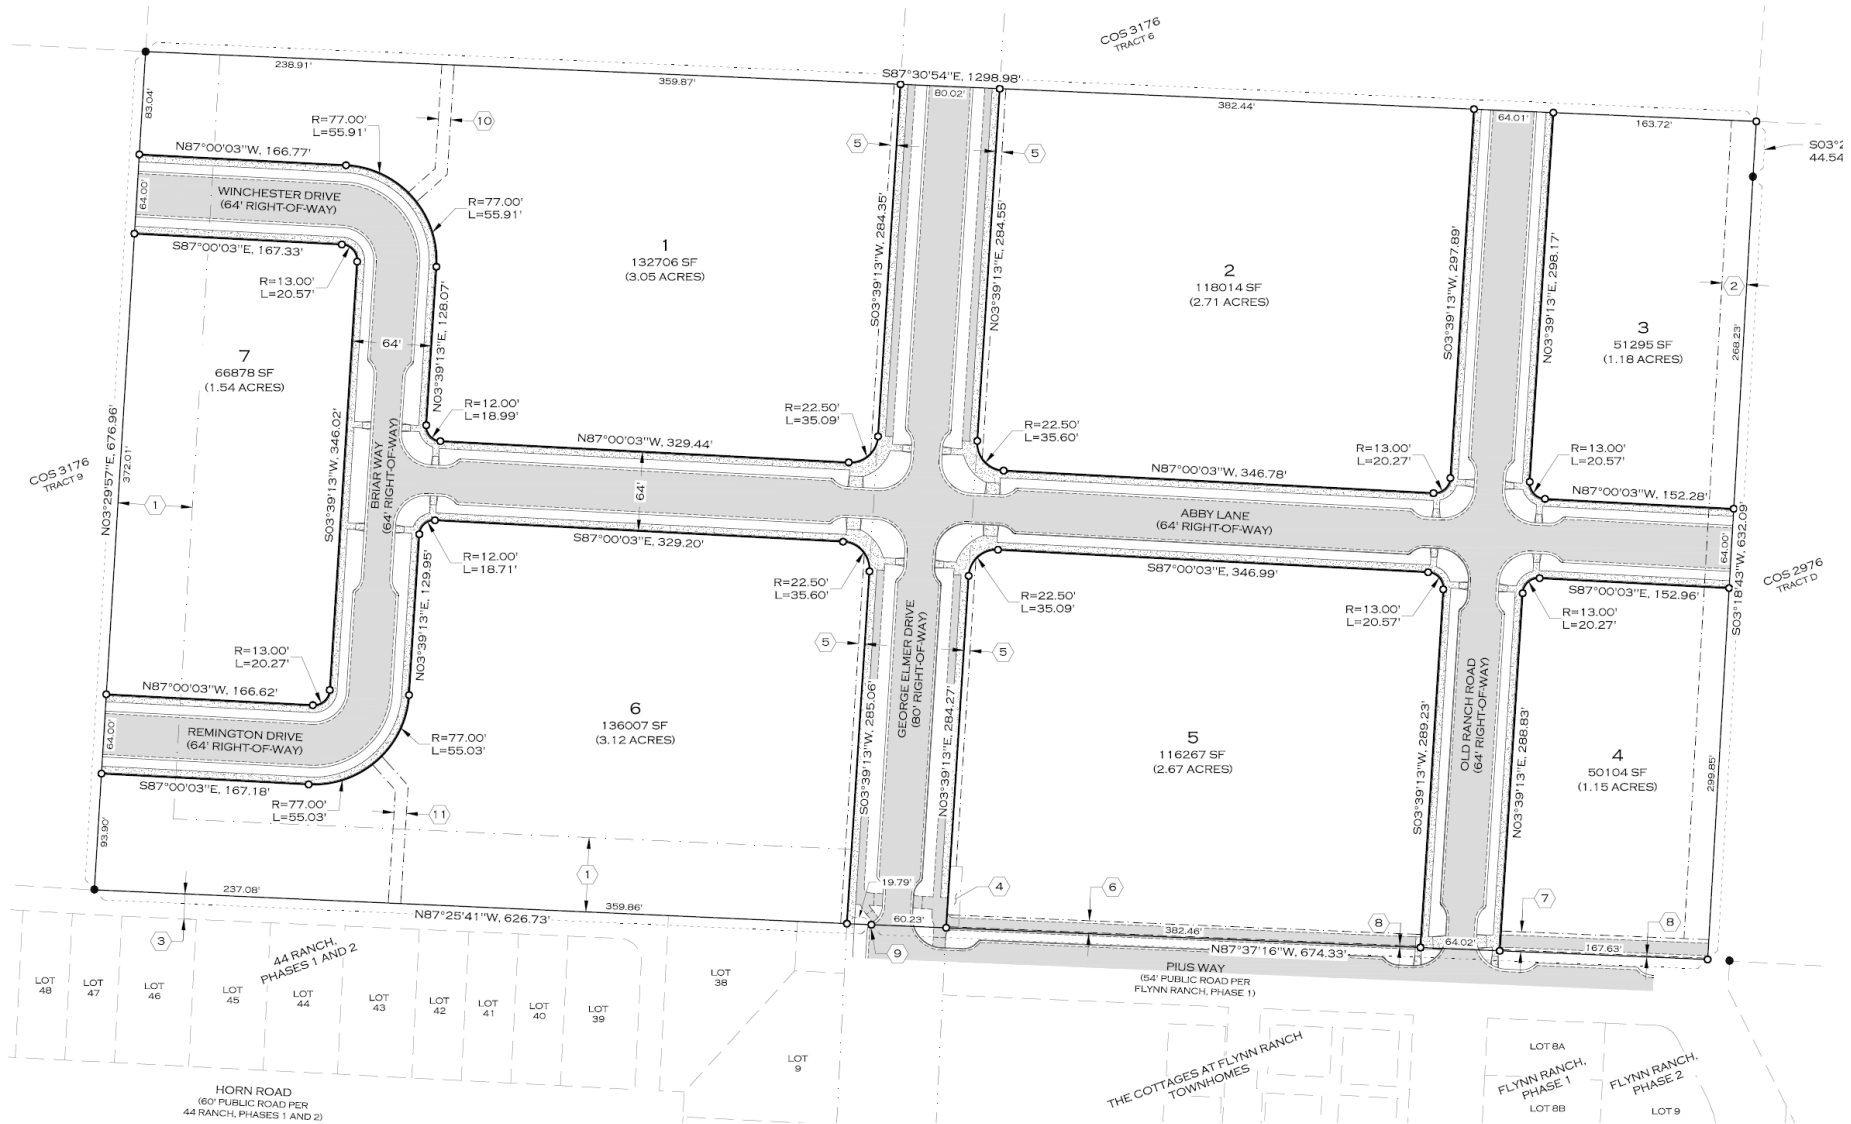 COS 3176
TRACT 6
S87°30'54"E, 1298.98'
238.91'
359.87'
80.02'
382.44'
64.01'
163.72'
S03°2
44.54
83.04'
R=77.00'
L=55.91'
10
5
5
N87°00'03"W, 166.77'
WINCHESTER DRIVE
(64' RIGHT-OF-WAY)
64.00'
R=77.00'
L=55.91'
S87°00'03"E, 167.33'
R=13.00'
L=20.57'
1
132706 SF
(3.05 ACRES)
S03°39'13"W, 284.35'
N03°39'13"E, 284.55'
2
118014 SF
(2.71 ACRES)
S03°39'13"W, 297.89'
N03°39'13"E, 298.17'
2
3
51295 SF
(1.18 ACRES)
268.23'
7
66878 SF
(1.54 ACRES)
64'
N03°39'13"E, 128.07'
R=12.00'
L=18.99'
N87°00'03"W, 329.44'
R=22.50'
L=35.09'
R=22.50'
L=35.60'
N87°00'03"W, 346.78'
R=13.00'
L=20.27'
R=13.00'
L=20.57'
N87°00'03"W, 152.28'
COS 3176
TRACT 9
N03°29'57"E, 676.96'
372.01'
1
S03°39'13"W, 346.02'
BRIAR WAY
(64' RIGHT-OF-WAY)
64'
ABBY LANE
(64' RIGHT-OF-WAY)
64.00'
S03°18'43"W, 632.09'
COS 2976
TRACT D
S87°00'03"E, 329.20'
R=12.00'
L=18.71'
N03°39'13"E, 129.95'
R=22.50'
L=35.60'
R=22.50'
L=35.09'
S87°00'03"E, 346.99'
R=13.00'
L=20.57'
R=13.00'
L=20.27'
S87°00'03"E, 152.96'
R=13.00'
L=20.27'
N87°00'03"W, 166.62'
5
5
GEORGE ELMER DRIVE
(80' RIGHT-OF-WAY)
S03°39'13"W, 285.06'
N03°39'13"E, 284.27'
6
136007 SF
(3.12 ACRES)
5
116267 SF
(2.67 ACRES)
S03°39'13"W, 289.23'
OLD RANCH ROAD
(64' RIGHT-OF-WAY)
N03°39'13"E, 288.83'
4
50104 SF
(1.15 ACRES)
299.85'
REMINGTON DRIVE
(64' RIGHT-OF-WAY)
64.00'
R=77.00'
L=55.03'
S87°00'03"E, 167.18'
R=77.00'
L=55.03'
11
93.90'
1
237.08'
359.86'
N87°25'41"W, 626.73'
3
19.79'
4
6
7
8
8
60.23'
9
382.46'
64.02'
167.63'
N87°37'16"W, 674.33'
PIUS WAY
(54' PUBLIC ROAD PER
FLYNN RANCH, PHASE 1)
44 RANCH,
PHASES 1 AND 2
LOT
48
LOT
47
LOT
46
LOT
45
LOT
44
LOT
43
LOT
42
LOT
41
LOT
40
LOT
39
LOT
38
LOT
9
HORN ROAD
(60' PUBLIC ROAD PER
44 RANCH, PHASES 1 AND 2)
THE COTTAGES AT FLYNN RANCH
TOWNHOMES
LOT 8A
FLYNN RANCH,
PHASE 1
LOT 8B
FLYNN RANCH,
PHASE 2
LOT 9